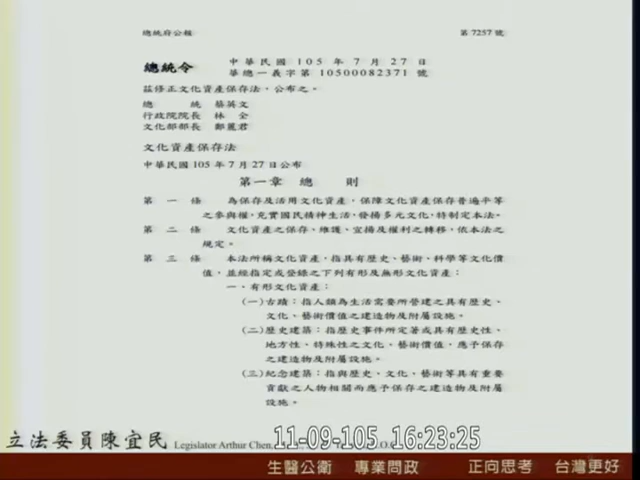 總統府公報 第 7257 號
總統令 中華民國 105 年 7 月 27 日
華總一義字第 10500082371 號
茲修正文化資產保存法,公布之。
總 統 蔡英文
行政院院長 林 全
文化部部長 鄭麗君
文化資產保存法
中華民國 105 年 7 月 27 日公布
第一章 總 則
第 一 條 為保存及活用文化資產,保障文化資產保存普遍平等
之參與權,充實國民精神生活,發揚多元文化,特制定本法。
第 二 條 文化資產之保存、維護、宣揚及權利之轉移,依本法之
規定。
第 三 條 本法所稱文化資產,指具有歷史、藝術、科學等文化價
值,並經指定或登錄之下列有形及無形文化資產:
一、有形文化資產:
(一)古蹟:指人類為生活需要所營建之具有歷史、
文化、藝術價值之建造物及附屬設施。
(二)歷史建築:指歷史事件所定著或具有歷史性、
地方性、特殊性之文化、藝術價值,應予保存
之建造物及附屬設施。
(三)紀念建築:指與歷史、文化、藝術等具有重要
貢獻之人物相關而應予保存之建造物及附屬設
施。
立法委員陳宜民 Legislator Arthur Chen,
11-09-105 16:23:25
生醫公衛 專業問政 正向思考 台灣更好